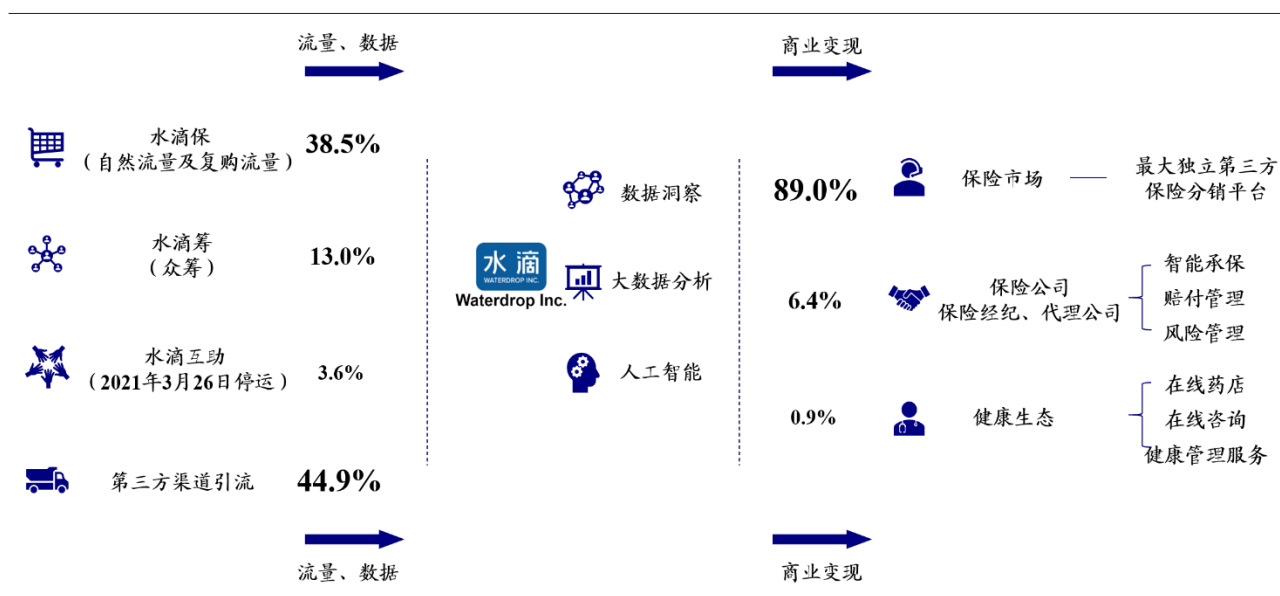 流量、数据
商业变现
水滴保
（自然流量及复购流量）
38.5%
水滴筹
（众筹）
13.0%
水滴互助
（2021年3月26日停运）
3.6%
第三方渠道引流
44.9%
流量、数据
水滴
WATERDROP INC.
Waterdrop Inc.
数据洞察
大数据分析
人工智能
89.0%
保险市场
最大独立第三方
保险分销平台
6.4%
保险公司
保险经纪、代理公司
智能承保
赔付管理
风险管理
0.9%
健康生态
在线药店
在线咨询
健康管理服务
商业变现